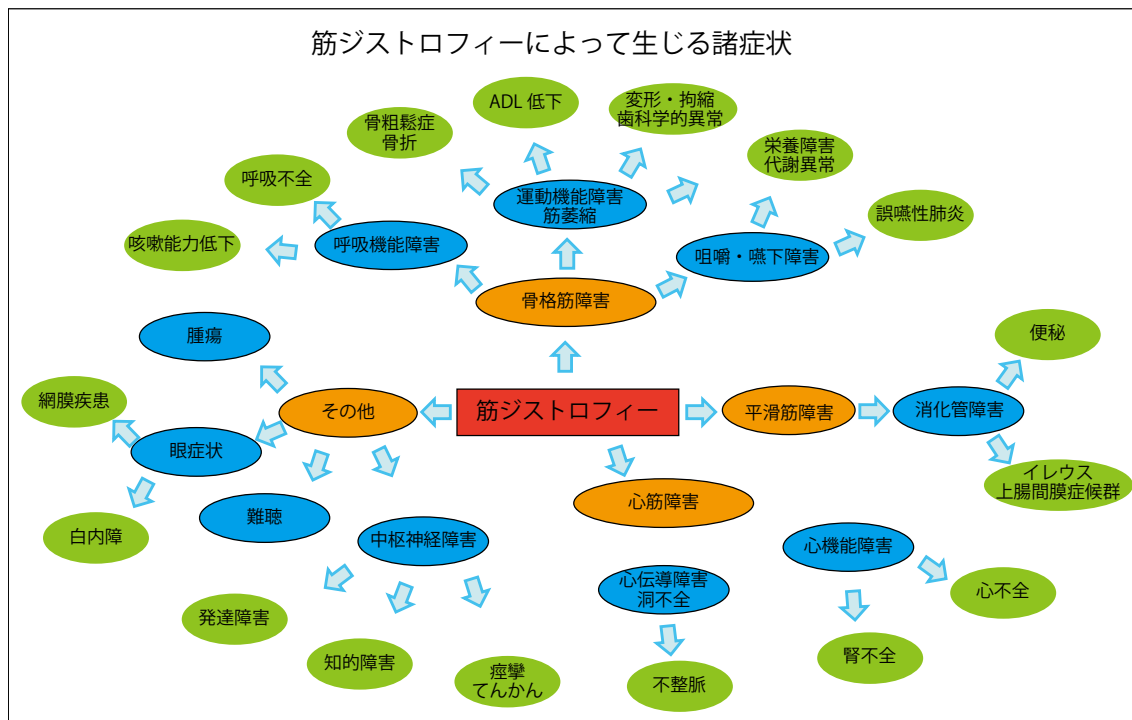 筋ジストロフィーによって生じる諸症状
ADL 低下
変形・拘縮
歯科学的異常
骨粗鬆症
骨折
栄養障害
代謝異常
呼吸不全
運動機能障害
筋萎縮
誤嚥性肺炎
咳嗽能力低下
呼吸機能障害
咀嚼・嚥下障害
骨格筋障害
腫瘍
便秘
網膜疾患
その他
筋ジストロフィー
平滑筋障害
消化管障害
眼症状
イレウス
上腸間膜症候群
心筋障害
難聴
白内障
中枢神経障害
心機能障害
心伝導障害
洞不全
心不全
発達障害
知的障害
腎不全
痙攣
てんかん
不整脈